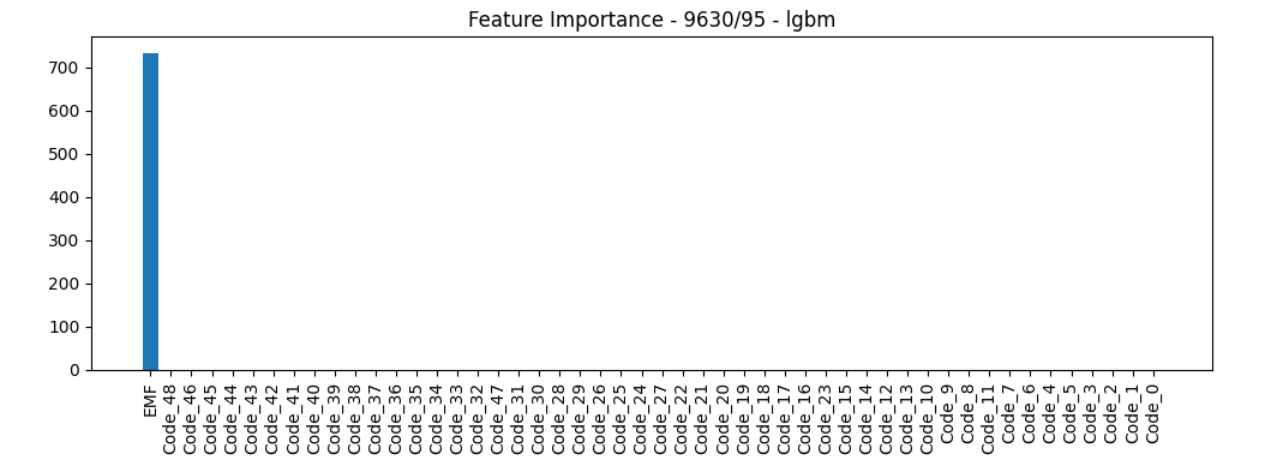 Feature Importance - 9630/95 - lgbm
700
600
500
400
300
200
100
0
EMF
Code_48
Code_46
Code_45
Code_44
Code_43
Code_42
Code_41
Code_40
Code_39
Code_38
Code_37
Code_36
Code_35
Code_34
Code_33
Code_32
Code_47
Code_31
Code_30
Code_28
Code_29
Code_26
Code_25
Code_24
Code_27
Code_22
Code_21
Code_20
Code_19
Code_18
Code_17
Code_16
Code_23
Code_15
Code_14
Code_12
Code_13
Code_10
Code_9
Code_8
Code_11
Code_7
Code_6
Code_4
Code_5
Code_3
Code_2
Code_1
Code_0